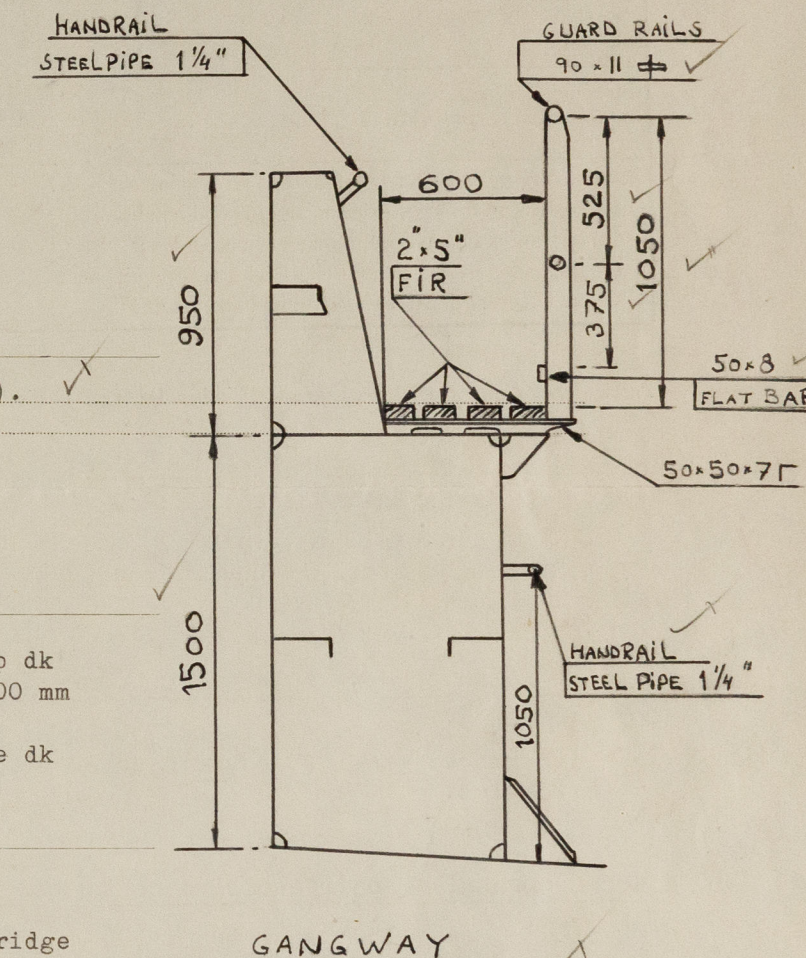 HANDRAIL
STEELPIPE 1¼"
GUARD RAILS
90 × 11
600
525
1050
2"×5"
FIR
375
950
50×8
FLAT BAR
).
50×50×7
1500
dk
00 mm
HANDRAIL
STEEL PIPE 1¼"
1050
e dk
ridge
GANGWAY